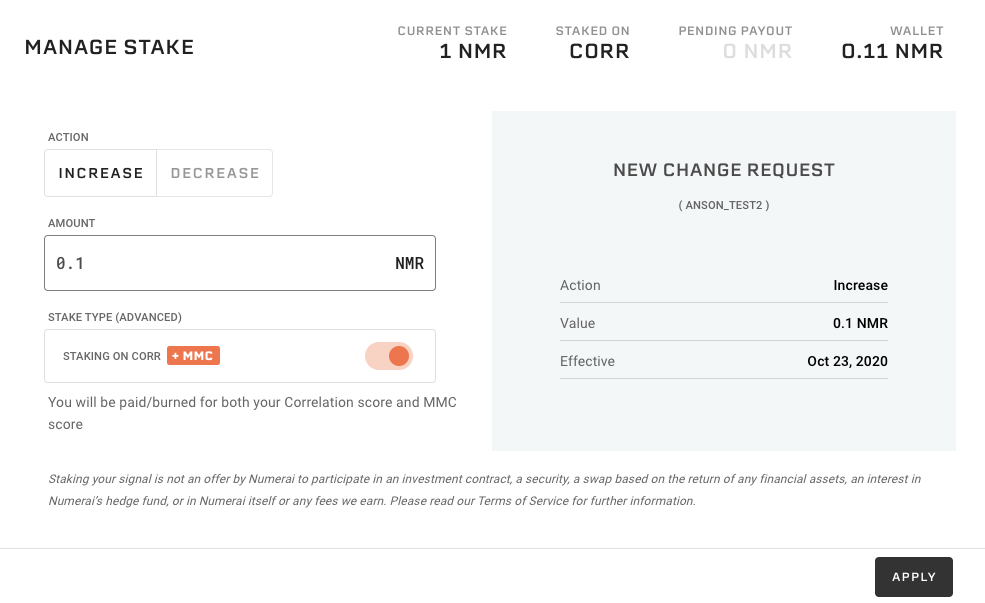 MANAGE STAKE
CURRENT STAKE
1 NMR
STAKED ON
CORR
PENDING PAYOUT
0 NMR
WALLET
0.11 NMR
ACTION
INCREASE
DECREASE
AMOUNT
0.1 NMR
STAKE TYPE (ADVANCED)
STAKING ON CORR + MMC
You will be paid/burned for both your Correlation score and MMC
score
NEW CHANGE REQUEST
( ANSON_TEST2 )
Action Increase
Value 0.1 NMR
Effective Oct 23, 2020
Staking your signal is not an offer by Numerai to participate in an investment contract, a security, a swap based on the return of any financial assets, an interest in
Numerai's hedge fund, or in Numerai itself or any fees we earn. Please read our Terms of Service for further information.
APPLY